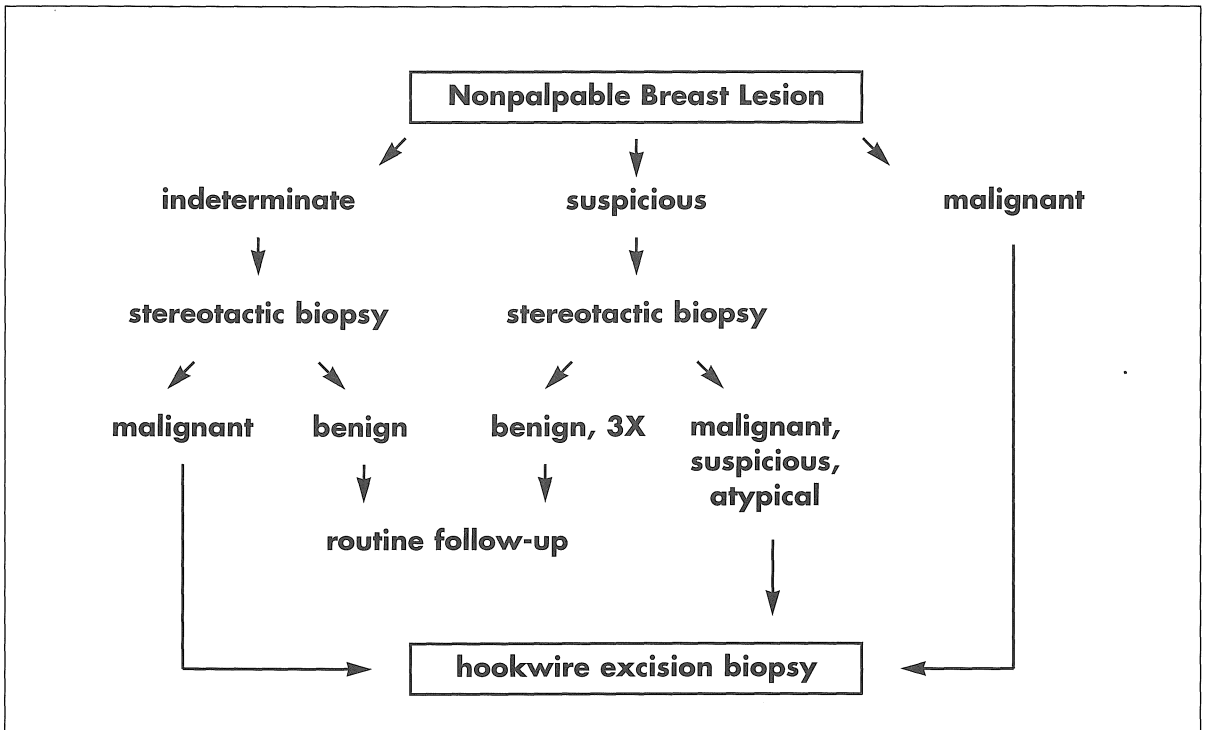 Nonpalpable Breast Lesion
indeterminate
suspicious
malignant
stereotactic biopsy
stereotactic biopsy
malignant
benign
benign, 3X
malignant,
suspicious,
atypical
routine follow-up
hookwire excision biopsy